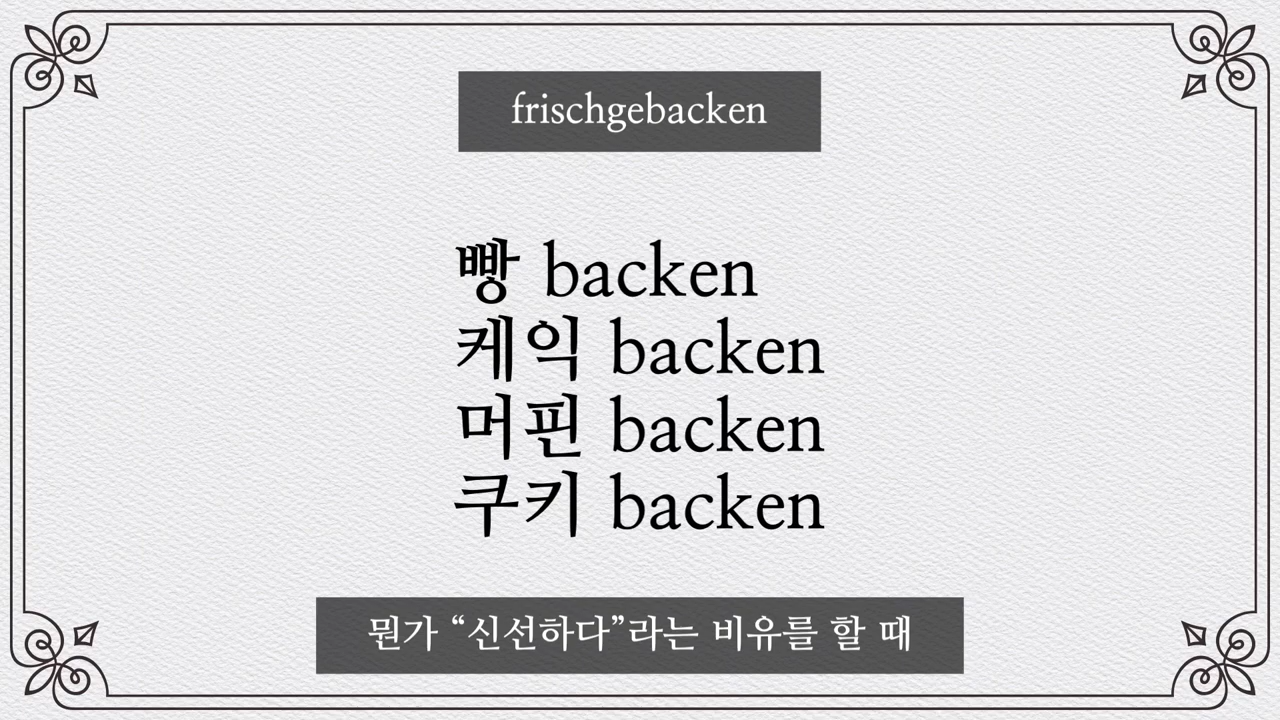 frischgebacken
빵 backen
케익 backen
머핀 backen
쿠키 backen
뭔가 “신선하다”라는 비유를 할 때